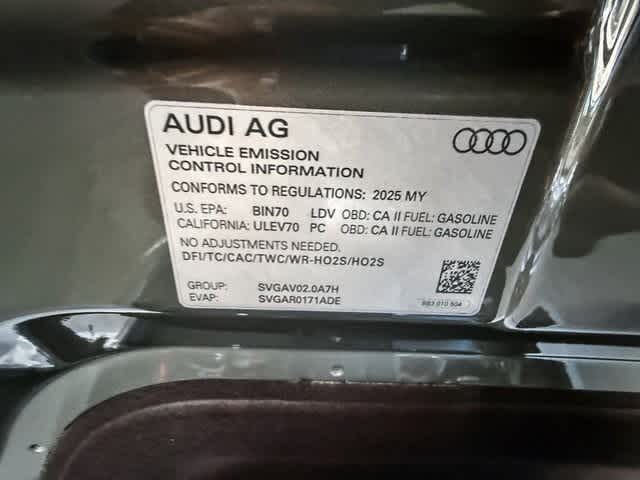 AUDI AG
VEHICLE EMISSION
CONTROL INFORMATION
CONFORMS TO REGULATIONS: 2025 MY
U.S. EPA: BIN70 LDV OBD: CA II FUEL: GASOLINE
CALIFORNIA: ULEV70 PC OBD: CA II FUEL: GASOLINE
NO ADJUSTMENTS NEEDED.
DFI/TC/CAC/TWC/WR-HO2S/HO2S
GROUP: SVGAV02.0A7H
EVAP: SVGAR0171ADE